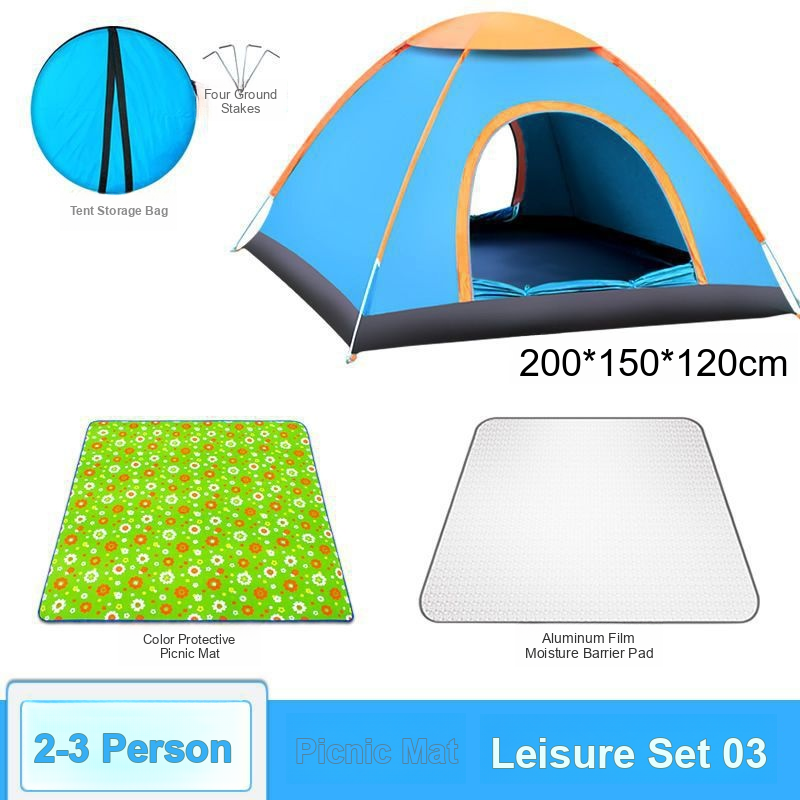 Four Ground
Stakes
Tent Storage Bag
200*150*120cm
Color Protective
Picnic Mat
Aluminum Film
Moisture Barrier Pad
2-3 Person
Picnic Mat
Leisure Set 03